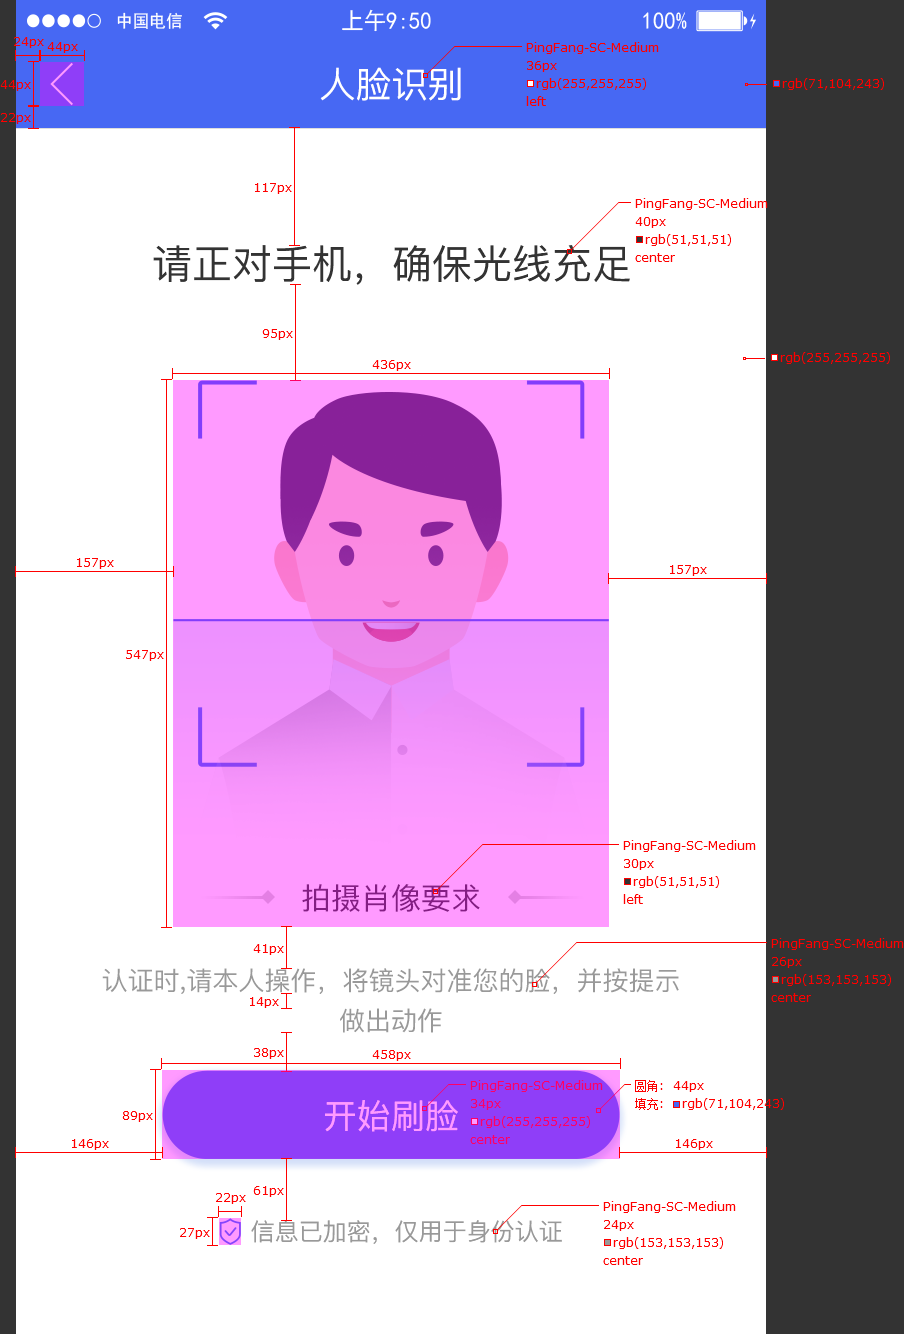 中国电信 上午9:50 100%
24px 44px
PingFang-SC-Medium
36px
rgb(255,255,255)
left
人脸识别
44px
rgb(71,104,243)
22px
117px
PingFang-SC-Medium
40px
rgb(51,51,51)
center
请正对手机，确保光线充足
95px
rgb(255,255,255)
436px
157px
157px
547px
PingFang-SC-Medium
30px
rgb(51,51,51)
left
拍摄肖像要求
41px
PingFang-SC-Medium
26px
rgb(153,153,153)
center
认证时,请本人操作，将镜头对准您的脸，并按提示
14px
做出动作
38px
458px
PingFang-SC-Medium
34px
rgb(255,255,255)
center
圆角： 44px
填充： rgb(71,104,243)
开始刷脸
89px
146px
146px
61px
22px
27px
信息已加密，仅用于身份认证
PingFang-SC-Medium
24px
rgb(153,153,153)
center